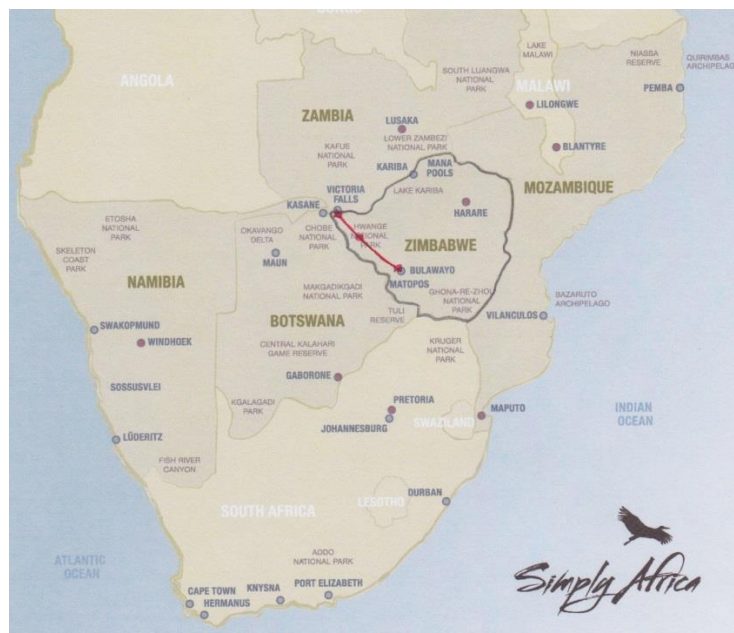 ANGOLA
ZAMBIA
LUSAKA
LOWER ZAMBEZI
NATIONAL PARK
KAFUE
NATIONAL
PARK
SOUTH LUANGWA
NATIONAL
PARK
LAKE
MALAWI
MALAWI
LILONGWE
BLANTYRE
NIASSA
RESERVE
QUIRIMBAS
ARCHIPELAG
PEMBA
MOZAMBIQUE
KARIBA
MANA
POOLS
LAKE KARIBA
VICTORIA
FALLS
KASANE
HARARE
ZIMBABWE
HWANGE
NATIONAL
PARK
CHOBE
NATIONAL
PARK
BULAWAYO
MATOPOS
GHONA-RE-ZHOU
NATIONAL
PARK
TULI
RESERVE
ETOSHA
NATIONAL
PARK
SKELETON
COAST
PARK
NAMIBIA
OKAVANGO
DELTA
MAUN
MAKGADIKGADI
NATIONAL PARK
BOTSWANA
CENTRAL KALAHARI
GAME RESERVE
GABORONE
KGALAGADI
PARK
SWAKOPMUND
WINDHOEK
SOSSUSVLEI
LÜDERITZ
FISH RIVER
CANYON
BAZARUTO
ARCHIPELAGO
VILANCULOS
KRUGER
NATIONAL
PARK
PRETORIA
JOHANNESBURG
SWAZILAND
MAPUTO
INDIAN
OCEAN
SOUTH AFRICA
LESOTHO
DURBAN
ADDO
NATIONAL PARK
ATLANTIC
OCEAN
CAPE TOWN
HERMANUS
KNYSNA
PORT ELIZABETH
Simply Africa